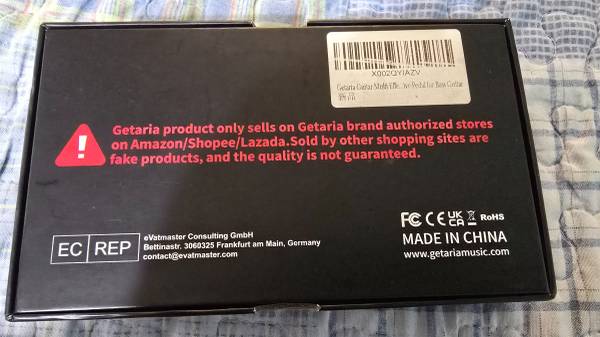 X002QYIAZV
Getaria Guitar Multi Effe... ive Pedal for Bass Guitar
Getaria product only sells on Getaria brand authorized stores
on Amazon/Shopee/Lazada.Sold by other shopping sites are
fake products, and the quality is not guaranteed.
EC REP
eVatmaster Consulting GmbH
Bettinastr. 3060325 Frankfurt am Main, Germany
contact@evatmaster.com
FC CE UK CA RoHS
MADE IN CHINA
www.getariamusic.com